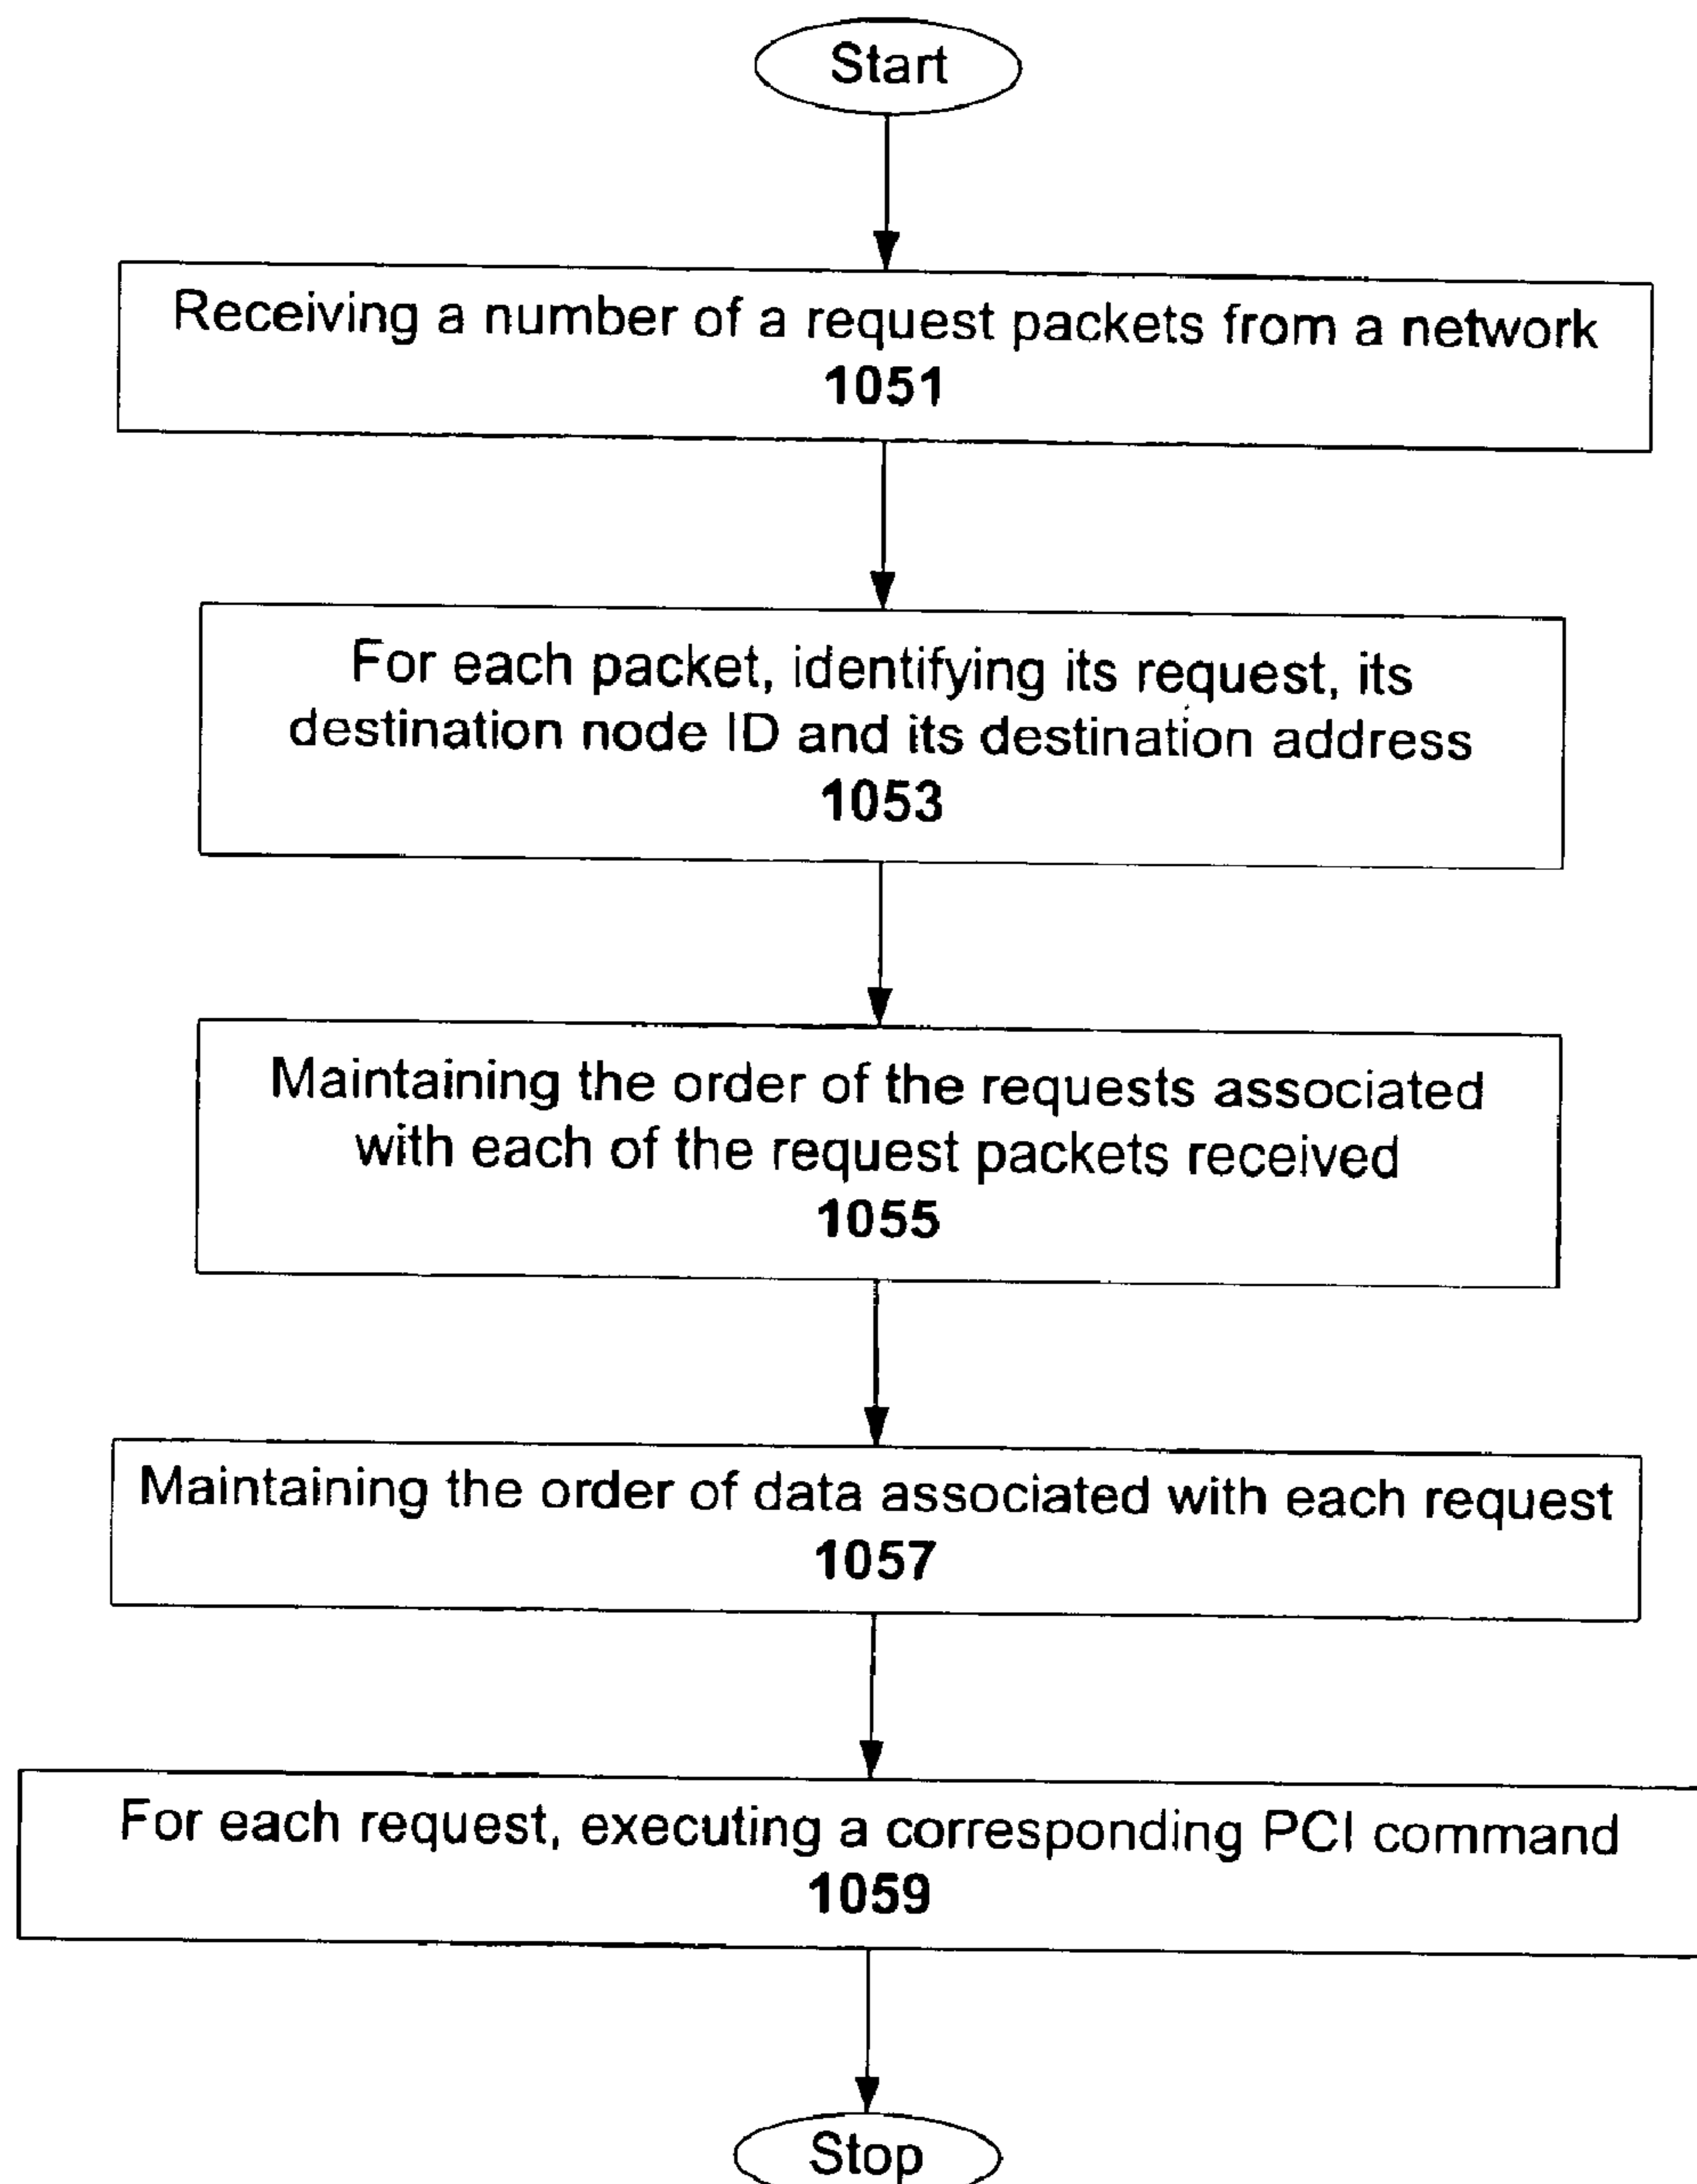 Start
Receiving a number of a request packets from a network
1051
For each packet, identifying its request, its
destination node ID and its destination address
1053
Maintaining the order of the requests associated
with each of the request packets received
1055
Maintaining the order of data associated with each request
1057
For each request, executing a corresponding PCI command
1059
Stop